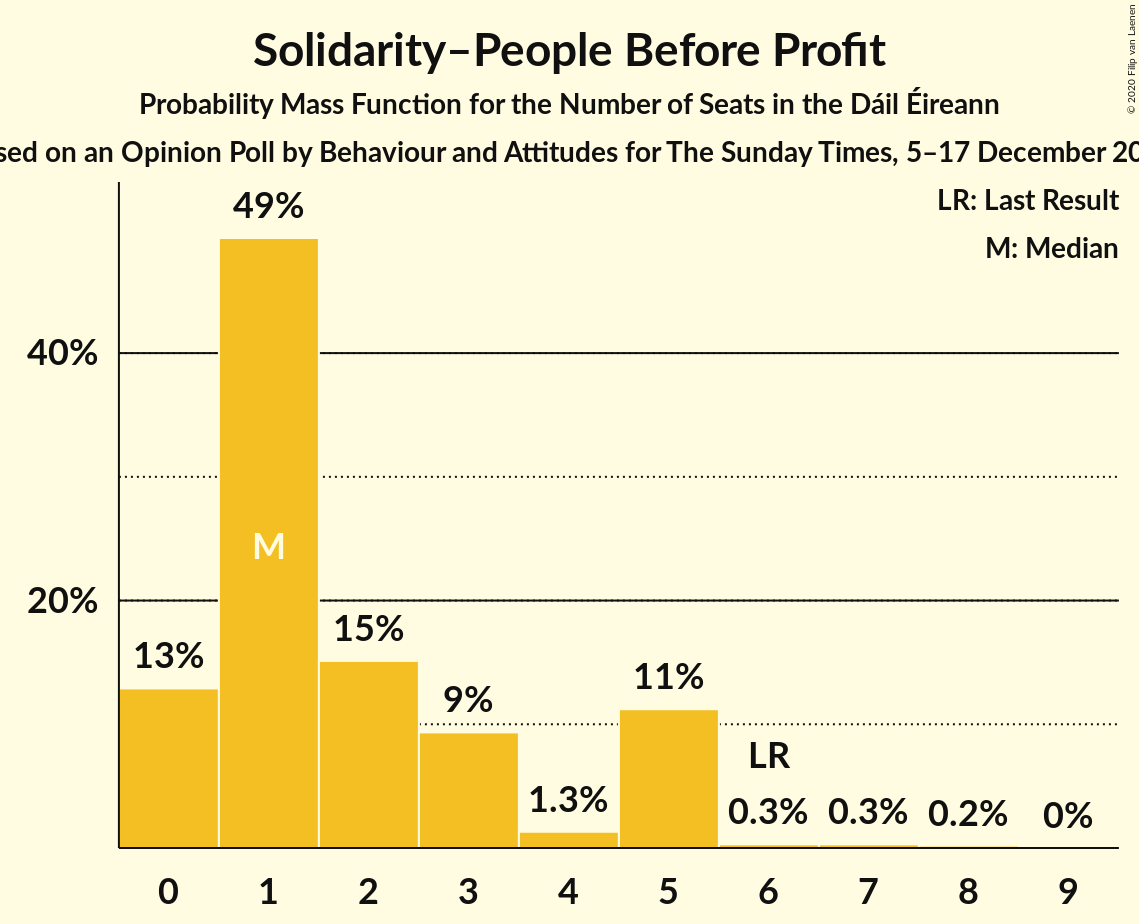 Solidarity–People Before Profit
Probability Mass Function for the Number of Seats in the Dáil Éireann
on an Opinion Poll by Behaviour and Attitudes for The Sunday Times, 5–17 December
© 2020 Filip van Laenen
LR: Last Result
M: Median
49%
40%
M
20%
15%
13%
11%
9%
LR
1.3%
0.3%
0.3%
0.2%
0%
0 1 2 3 4 5 6 7 8 9